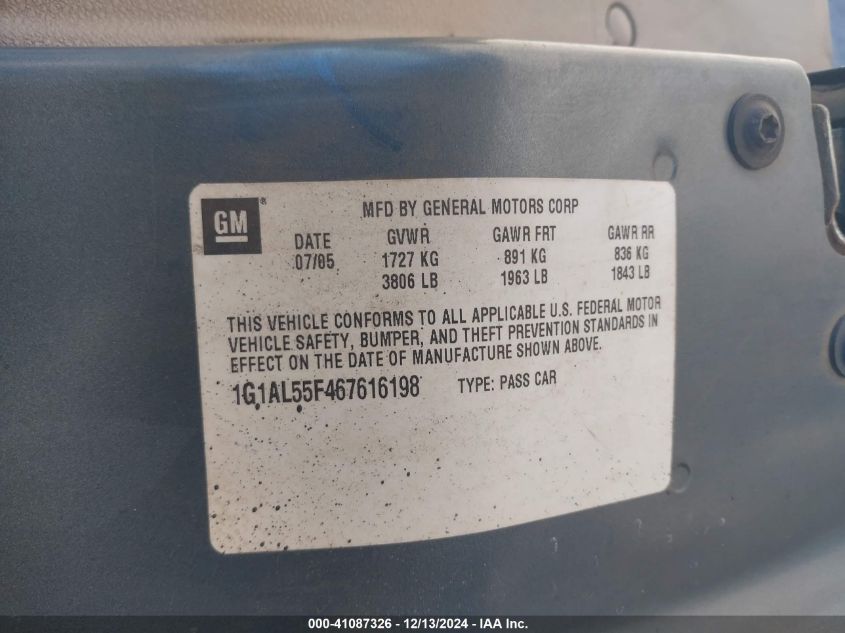 GM ® MFD BY GENERAL MOTORS CORP
DATE GVWR GAWR FRT GAWR RR
07/05 1727 KG 891 KG 836 KG
3806 LB 1963 LB 1843 LB
THIS VEHICLE CONFORMS TO ALL APPLICABLE U.S. FEDERAL MOTOR
VEHICLE SAFETY, BUMPER, AND THEFT PREVENTION STANDARDS IN
EFFECT ON THE DATE OF MANUFACTURE SHOWN ABOVE.
1G1AL55F467616198 TYPE: PASS CAR
000-41087326 - 12/13/2024 - IAA Inc.